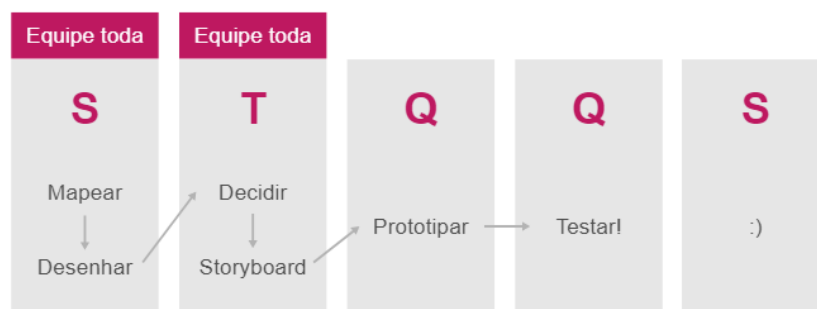 Equipe toda
Equipe toda
S
T
Q
Q
S
Mapear
Desenhar
Decidir
Storyboard
Prototipar
Testar!
:)